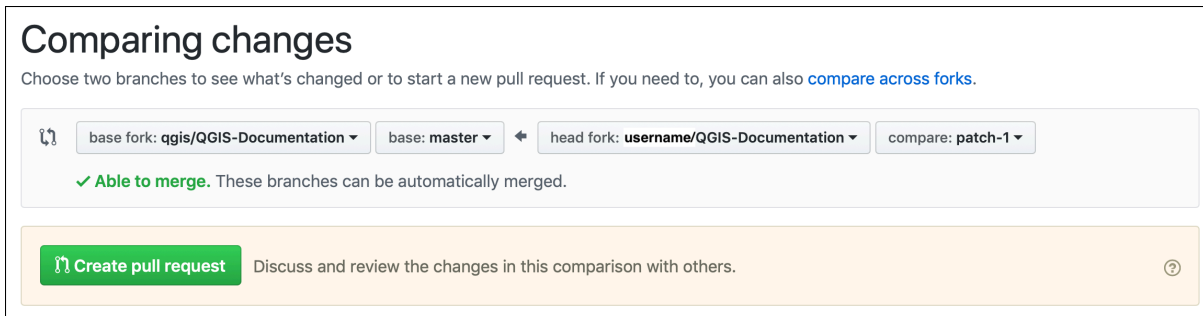 Comparing changes
Choose two branches to see what's changed or to start a new pull request. If you need to, you can also compare across forks.
base fork: qgis/QGIS-Documentation base: master head fork: username/QGIS-Documentation compare: patch-1
Able to merge. These branches can be automatically merged.
Create pull request Discuss and review the changes in this comparison with others. ?